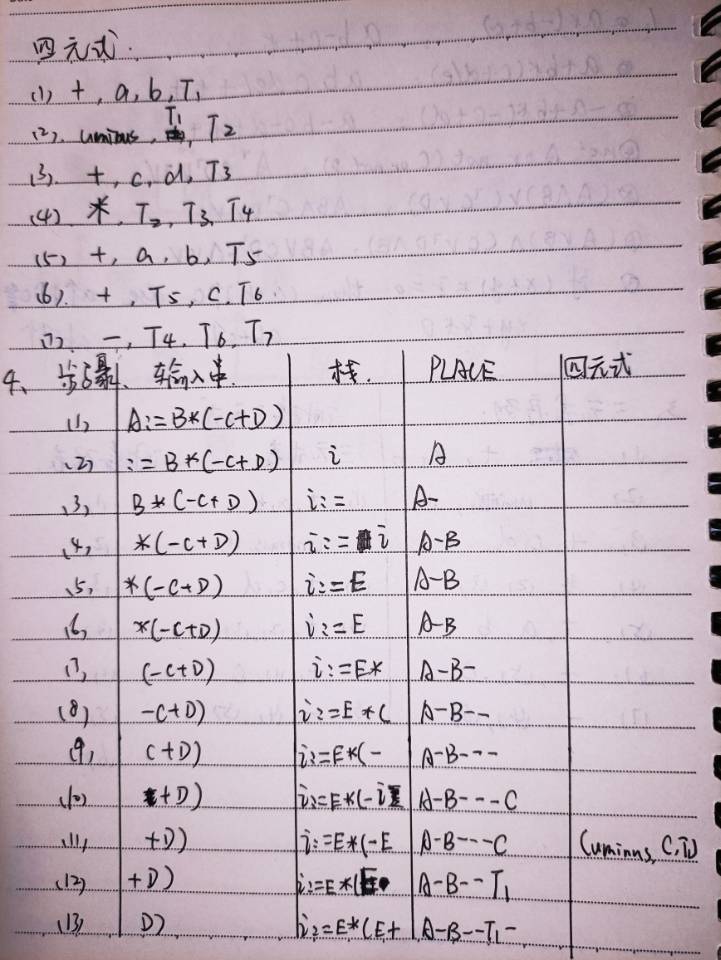 四元式.
(1) +, a, b, T1
(2) uminus, T1, T2
(3) +, c, d, T3
(4) *, T2, T3, T4
(5) +, a, b, T5
(6) +, T5, c, T6
(7) -, T4, T6, T7
4、步骤、 输入串. 栈. PLACE 四元式
(1) A:=B*(-C+D)
(2) :=B*(-C+D) i A
(3) B*(-C+D) i:= A-
(4) *(-C+D) i:=i A-B
(5) *(-C+D) i:=E A-B
(6) *(-C+D) i:=E A-B
(7) (-C+D) i:=E* A-B-
(8) -C+D) i:=E*( A-B--
(9) C+D) i:=E*(- A-B---
(10) +D) i:=E*(-i A-B---C
(11) +D) i:=E*(-E A-B---C (uminus, C, T1)
(12) +D) i:=E*(E A-B--T1
(13) D) i:=E*(E+ A-B--T1-